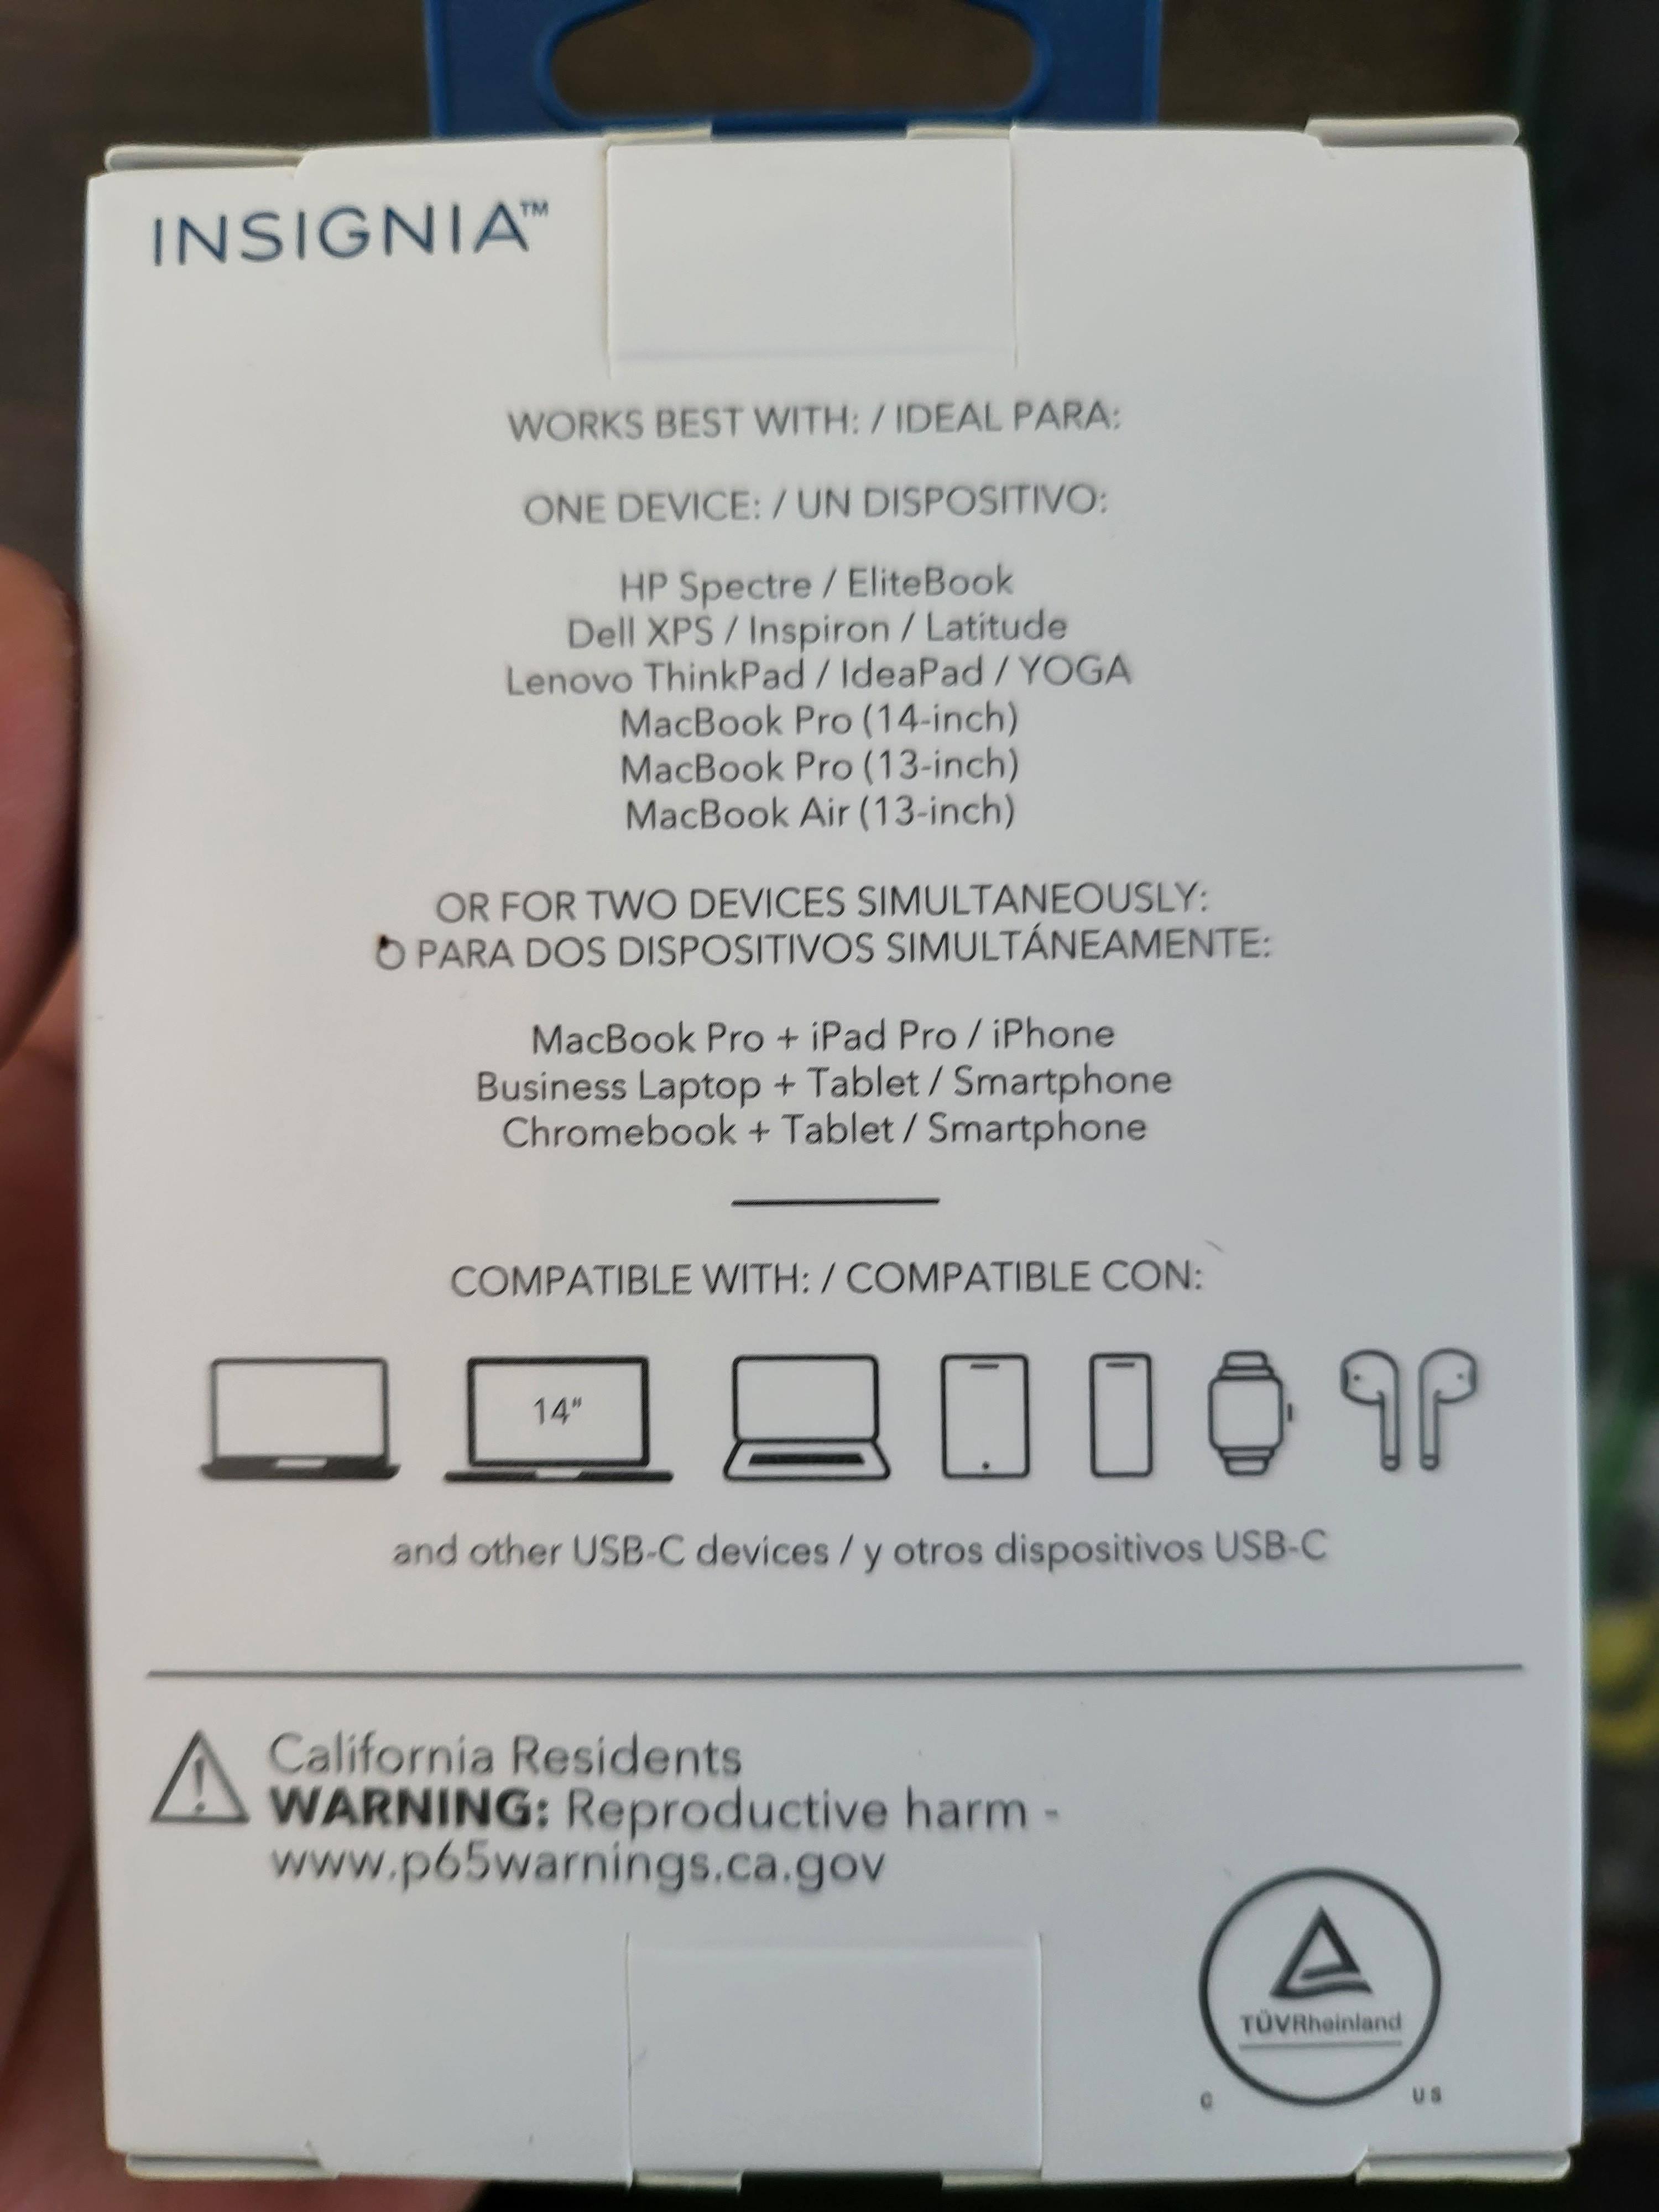 INSIGNIA™
WORKS BEST WITH: / IDEAL PARA:
ONE DEVICE: / UN DISPOSITIVO:
HP Spectre / EliteBook
Dell XPS / Inspiron / Latitude
Lenovo ThinkPad / IdeaPad / YOGA
MacBook Pro (14-inch)
MacBook Pro (13-inch)
MacBook Air (13-inch)
OR FOR TWO DEVICES SIMULTANEOUSLY:
O PARA DOS DISPOSITIVOS SIMULTÁNEAMENTE:
MacBook Pro + iPad Pro / iPhone
Business Laptop + Tablet / Smartphone
Chromebook + Tablet / Smartphone
COMPATIBLE WITH: / COMPATIBLE CON:
14"
and other USB-C devices / y otros dispositivos USB-C
California Residents
WARNING: Reproductive harm -
www.p65warnings.ca.gov
TÜVRheinland
C US